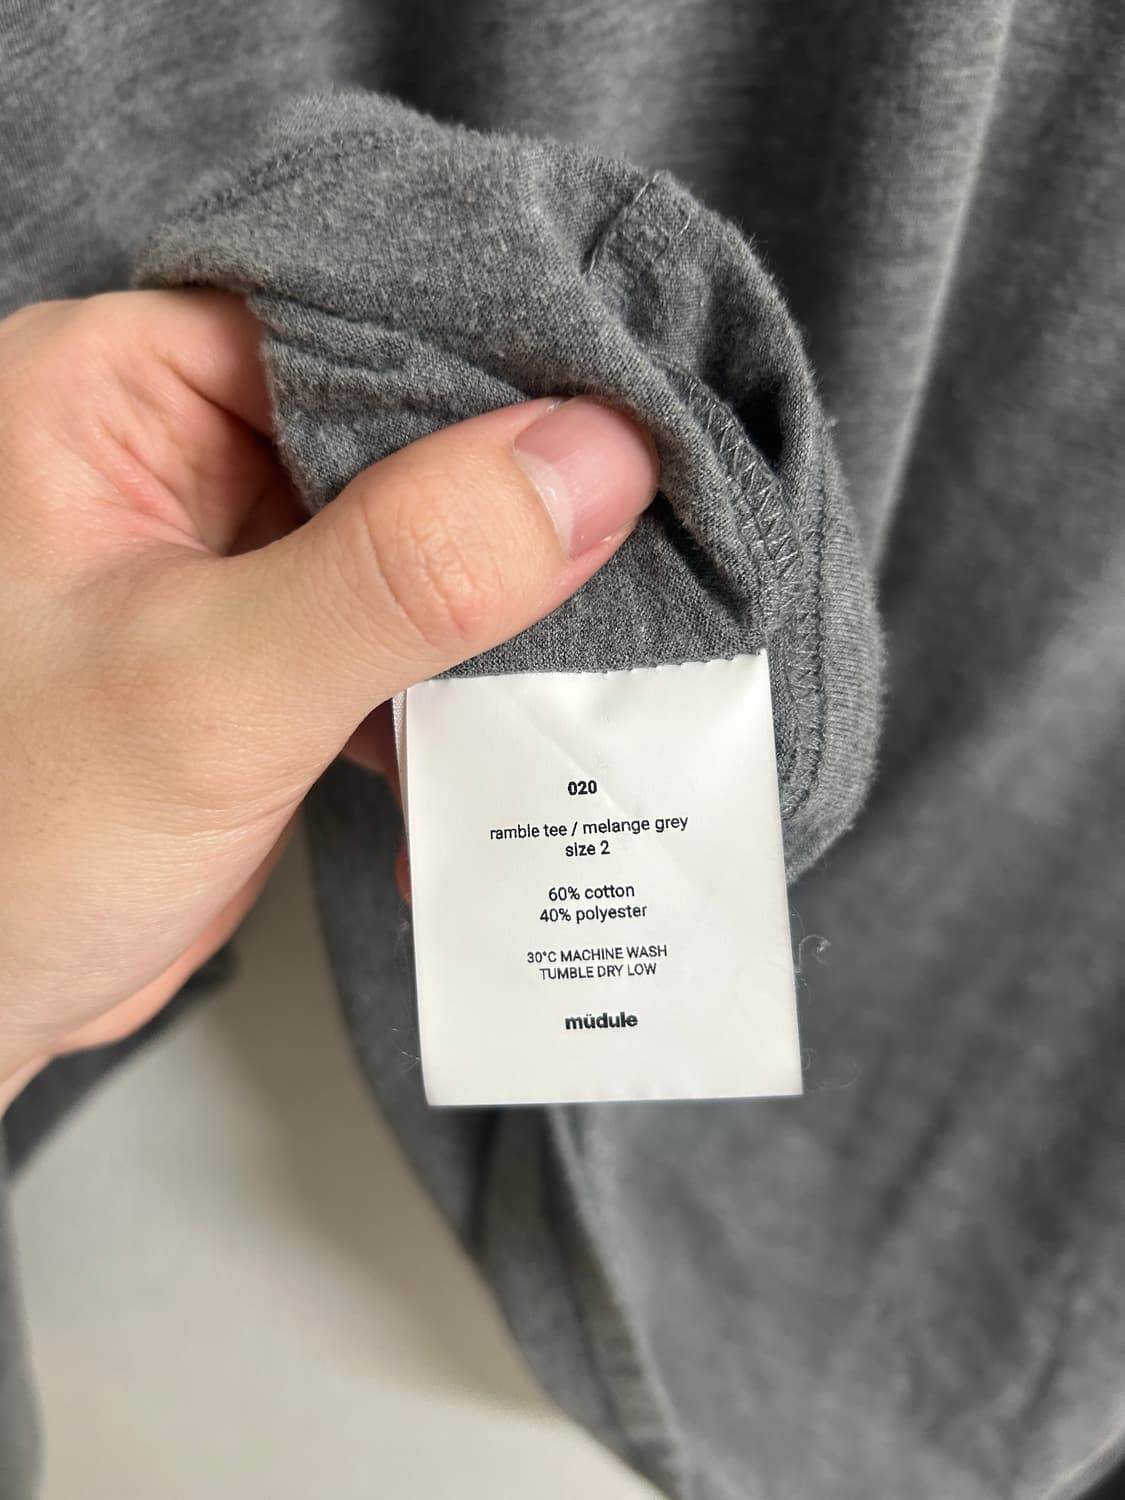 020
ramble tee / melange grey
size 2
60% cotton
40% polyester
30°C MACHINE WASH
TUMBLE DRY LOW
müdule